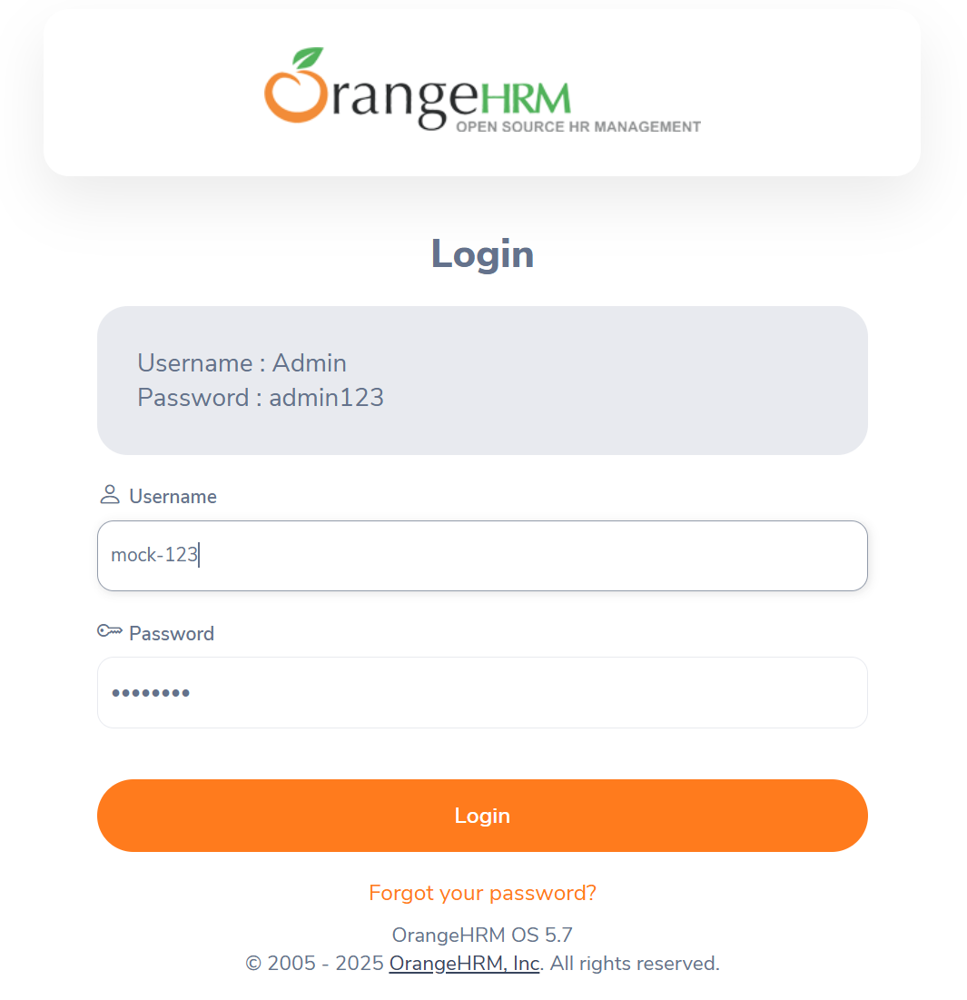 OrangeHRM
OPEN SOURCE HR MANAGEMENT
Login
Username : Admin
Password : admin123
Username
mock-123
Password
••••••••
Login
Forgot your password?
OrangeHRM OS 5.7
© 2005 - 2025 OrangeHRM, Inc. All rights reserved.